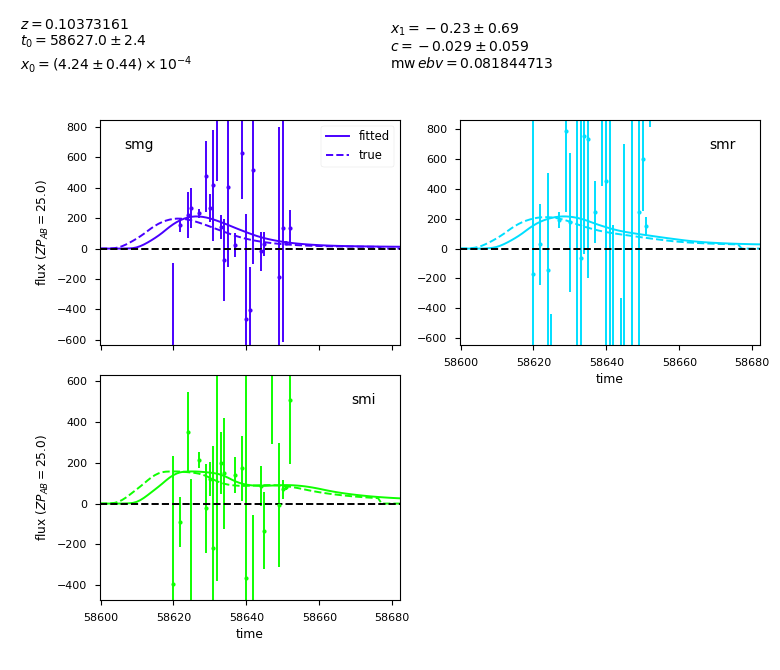 z = 0.10373161
t₀ = 58627.0 ± 2.4
x₀ = (4.24 ± 0.44) × 10⁻⁴
x₁ = −0.23 ± 0.69
c = −0.029 ± 0.059
mw ebv = 0.081844713
smg
fitted
true
flux (ZP_AB = 25.0)
800
600
400
200
0
−200
−400
−600
smr
800
600
400
200
0
−200
−400
−600
58600 58620 58640 58660 58680
time
smi
flux (ZP_AB = 25.0)
600
400
200
0
−200
−400
58600 58620 58640 58660 58680
time